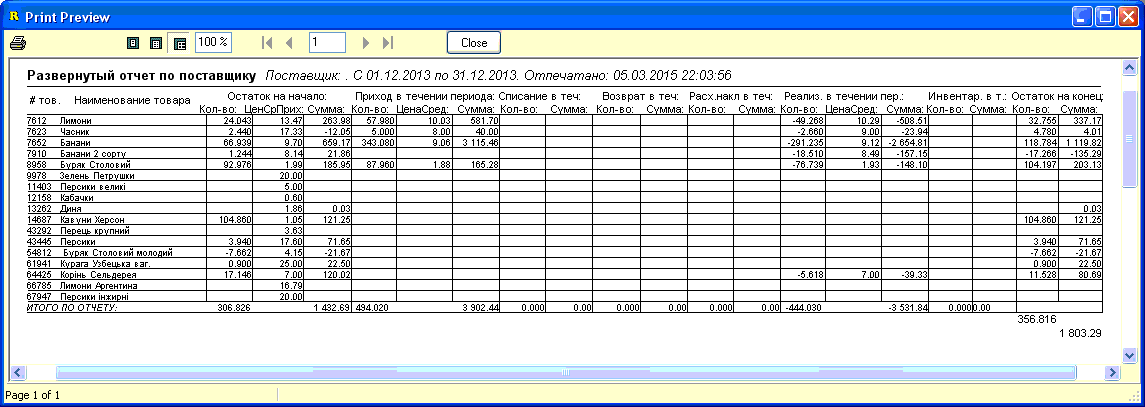 Print Preview
100 % 1 Close
Развернутый отчет по поставщику Поставщик: . С 01.12.2013 по 31.12.2013. Отпечатано: 05.03.2015 22:03:56
# тов. Наименование товара Остаток на начало: Приход в течении периода: Списание в теч: Возврат в теч: Расх.накл в теч: Реализ. в течении пер.: Инвентар. в т.: Остаток на конец:
Кол-во: ЦенСрПрих: Сумма: Кол-во: ЦенаСред: Сумма: Кол-во: Сумма: Кол-во: Сумма: Кол-во: Сумма: Кол-во: ЦенаСред: Сумма: Кол-во: Сумма: Кол-во: Сумма:
7612 Лимони 24.043 13.47 263.98 57.980 10.03 581.70 -49.268 10.29 -508.51 32.755 337.17
7623 Часник 2.440 17.33 -12.05 5.000 8.00 40.00 -2.660 9.00 -23.94 4.780 4.01
7652 Банани 66.939 9.70 659.17 343.080 9.06 3 115.46 -291.235 9.12 -2 654.81 118.784 1 119.82
7910 Банани 2 сорту 1.244 8.14 21.86 -18.510 8.49 -157.15 -17.266 -135.29
8958 Буряк Столовий 92.976 1.99 185.95 87.960 1.88 165.28 -76.739 1.93 -148.10 104.197 203.13
9978 Зелень Петрушки 20.00
11403 Персики великі 5.00
12158 Кабачки 0.60
13262 Диня 1.86 0.03 0.03
14687 Кавуни Херсон 104.860 1.05 121.25 104.860 121.25
43292 Перець крупний 3.63
43445 Персики 3.940 17.60 71.65 3.940 71.65
54812 Буряк Столовий молодий -7.662 4.15 -21.67 -7.662 -21.67
61941 Курага Узбецька ваг. 0.900 25.00 22.50 0.900 22.50
64425 Корінь Сельдерея 17.146 7.00 120.02 -5.618 7.00 -39.33 11.528 80.69
66785 Лимони Аргентина 16.79
67947 Персики інжирні 20.00
ИТОГО ПО ОТЧЕТУ: 306.826 1 432.69 494.020 3 902.44 0.000 0.00 0.000 0.00 0.000 0.00 -444.030 -3 531.84 0.000 0.00
356.816
1 803.29
Page 1 of 1